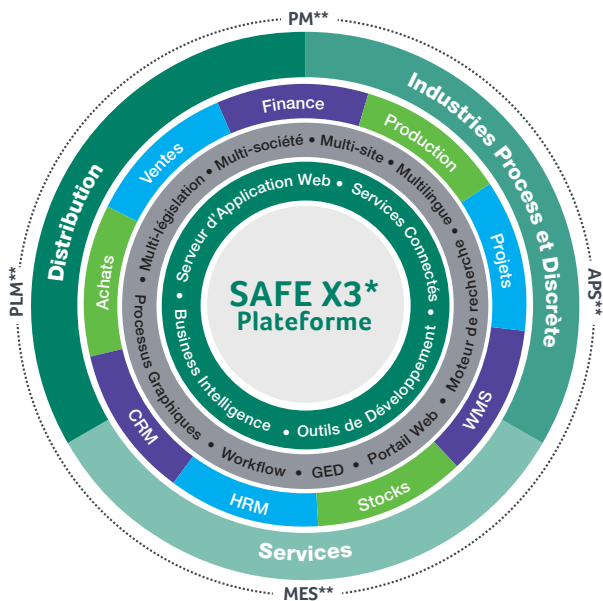 PM**
Industries Process et Discrète
APS**
Services
MES**
Distribution
PLM**
Finance
Production
Projets
WMS
Stocks
HRM
CRM
Achats
Ventes
Multi-législation • Multi-société • Multi-site • Multilingue • Moteur de recherche •
Processus Graphiques • Workflow • GED • Portail Web •
Serveur d'Application Web • Services Connectés •
Business Intelligence • Outils de Développement •
SAFE X3*
Plateforme